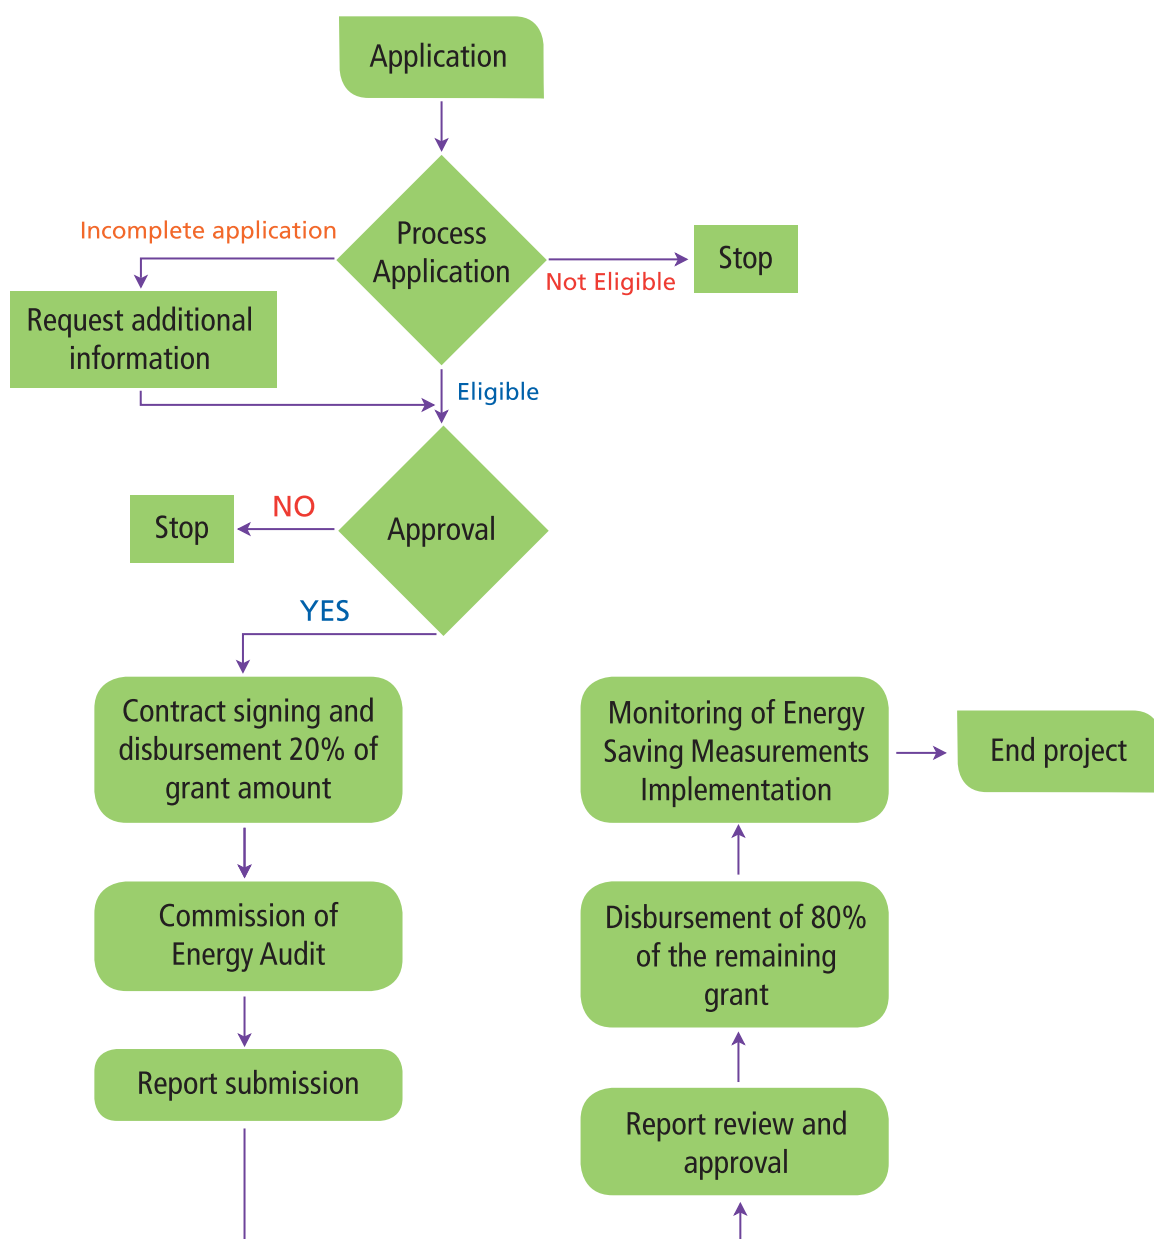 Application
Process
Application
Incomplete application
Not Eligible
Stop
Request additional
information
Eligible
Approval
NO
Stop
YES
Contract signing and
disbursement 20% of
grant amount
Commission of
Energy Audit
Report submission
Report review and
approval
Disbursement of 80%
of the remaining
grant
Monitoring of Energy
Saving Measurements
Implementation
End project